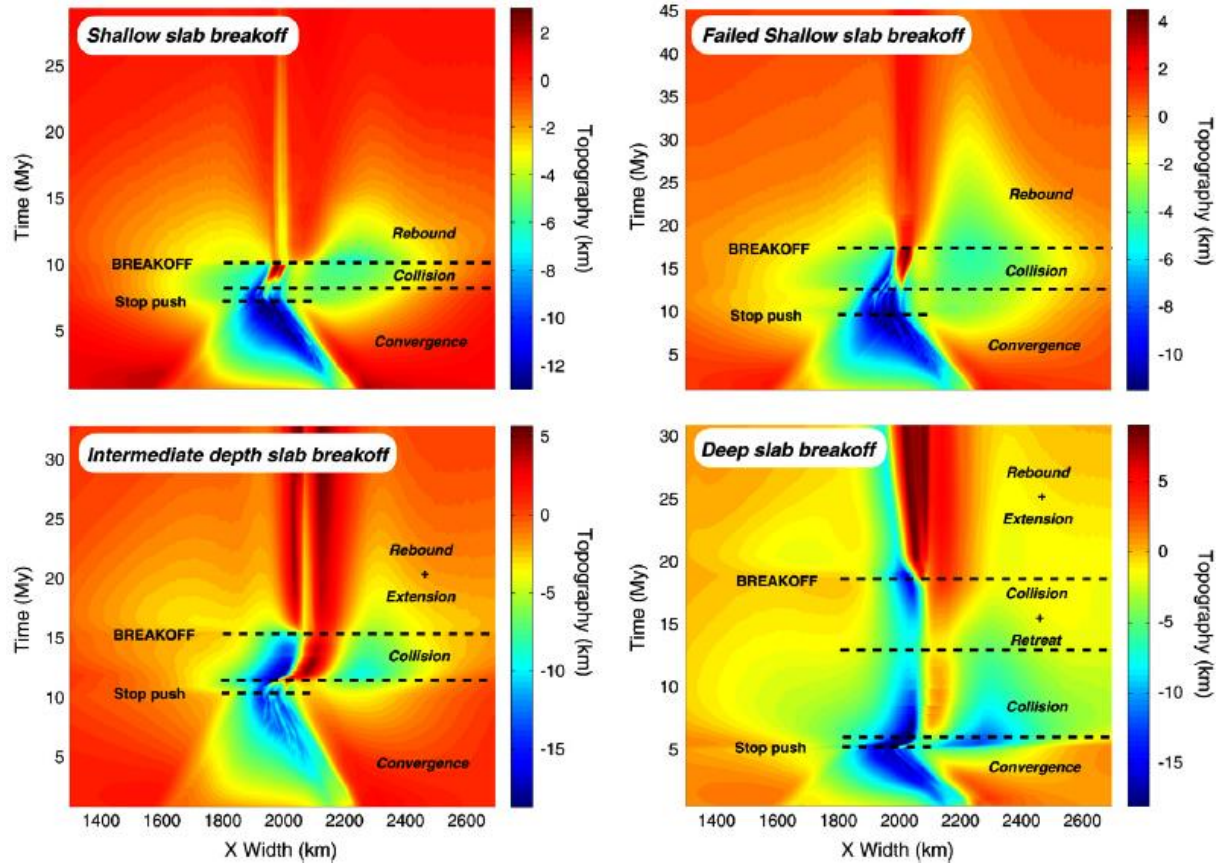 Shallow slab breakoff
Time (My)
25
20
15
10
5
BREAKOFF
Stop push
Rebound
Collision
Convergence
2
0
-2
-4
-6
-8
-10
-12
Topography (km)
Failed Shallow slab breakoff
Time (My)
45
40
35
30
25
20
15
10
5
BREAKOFF
Stop push
Rebound
Collision
Convergence
4
2
0
-2
-4
-6
-8
-10
Topography (km)
Intermediate depth slab breakoff
Time (My)
30
25
20
15
10
5
BREAKOFF
Stop push
Rebound
+
Extension
Collision
Convergence
1400 1600 1800 2000 2200 2400 2600
X Width (km)
5
0
-5
-10
-15
Topography (km)
Deep slab breakoff
Time (My)
30
25
20
15
10
5
BREAKOFF
Stop push
Rebound
+
Extension
Collision
+
Retreat
Collision
Convergence
1400 1600 1800 2000 2200 2400 2600
X Width (km)
5
0
-5
-10
-15
Topography (km)